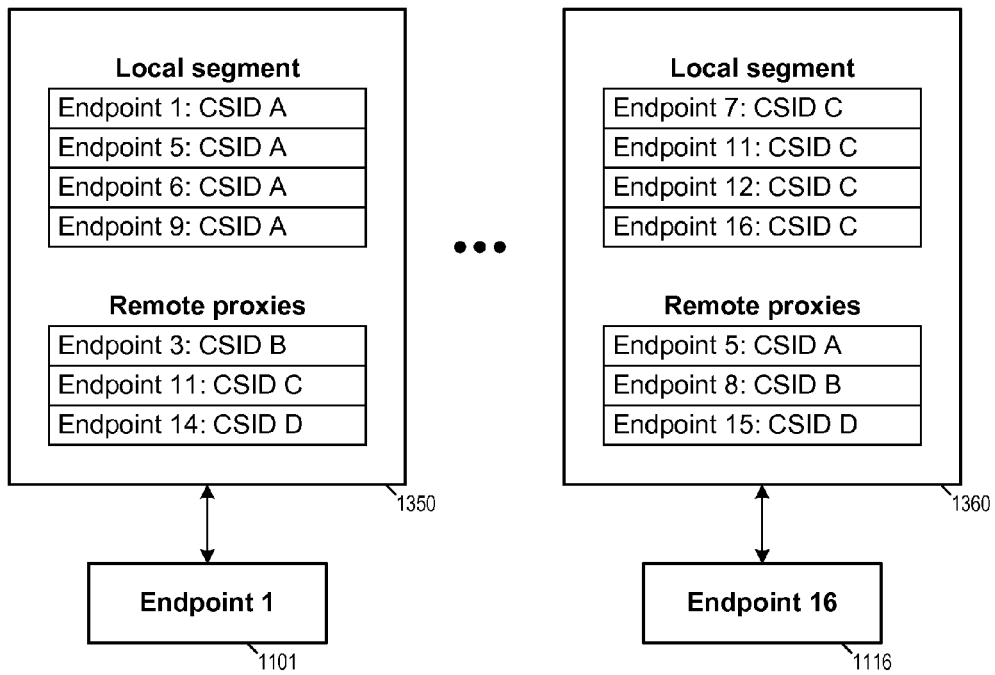 Local segment
Endpoint 1: CSID A
Endpoint 5: CSID A
Endpoint 6: CSID A
Endpoint 9: CSID A
Remote proxies
Endpoint 3: CSID B
Endpoint 11: CSID C
Endpoint 14: CSID D
1350
Endpoint 1
1101
Local segment
Endpoint 7: CSID C
Endpoint 11: CSID C
Endpoint 12: CSID C
Endpoint 16: CSID C
Remote proxies
Endpoint 5: CSID A
Endpoint 8: CSID B
Endpoint 15: CSID D
1360
Endpoint 16
1116